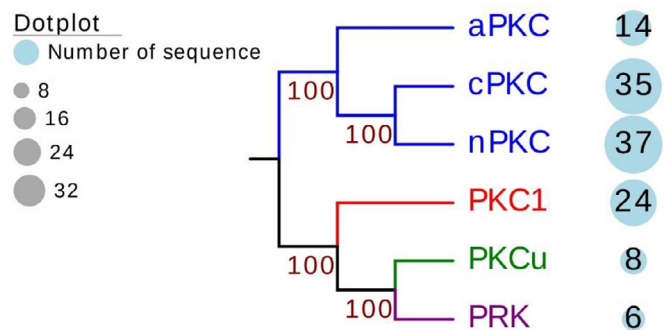 Dotplot
Number of sequence
8
16
24
32
aPKC 14
100
cPKC 35
100
nPKC 37
PKC1 24
100
PKCu 8
100
PRK 6